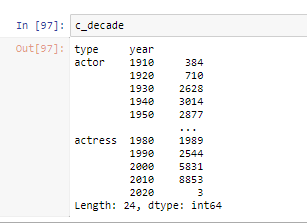 In [97]: c_decade
Out[97]: type     year
actor    1910     384
1920     710
1930    2628
1940    3014
1950    2877
...
actress  1980    1989
1990    2544
2000    5831
2010    8853
2020       3
Length: 24, dtype: int64